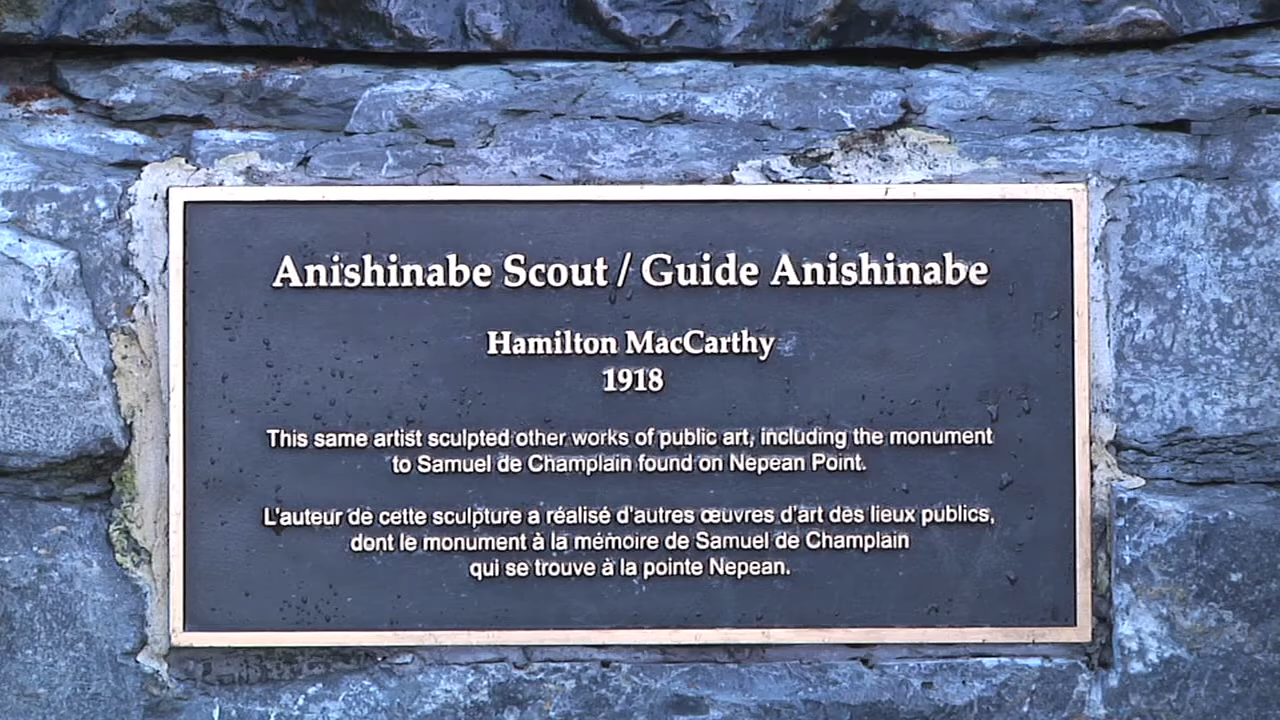 Anishinabe Scout / Guide Anishinabe
Hamilton MacCarthy
1918
This same artist sculpted other works of public art, including the monument
to Samuel de Champlain found on Nepean Point.
L'auteur de cette sculpture a réalisé d'autres œuvres d'art des lieux publics,
dont le monument à la mémoire de Samuel de Champlain
qui se trouve à la pointe Nepean.